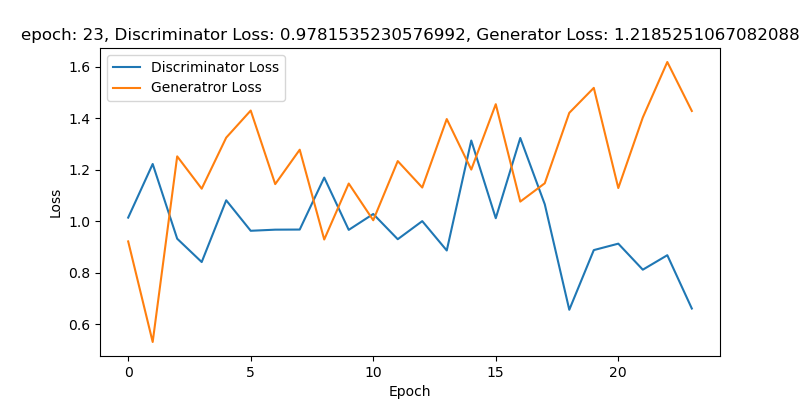 epoch: 23, Discriminator Loss: 0.9781535230576992, Generator Loss: 1.2185251067082088
Discriminator Loss
Generatror Loss
1.6
1.4
1.2
1.0
0.8
0.6
Loss
0
5
10
15
20
Epoch